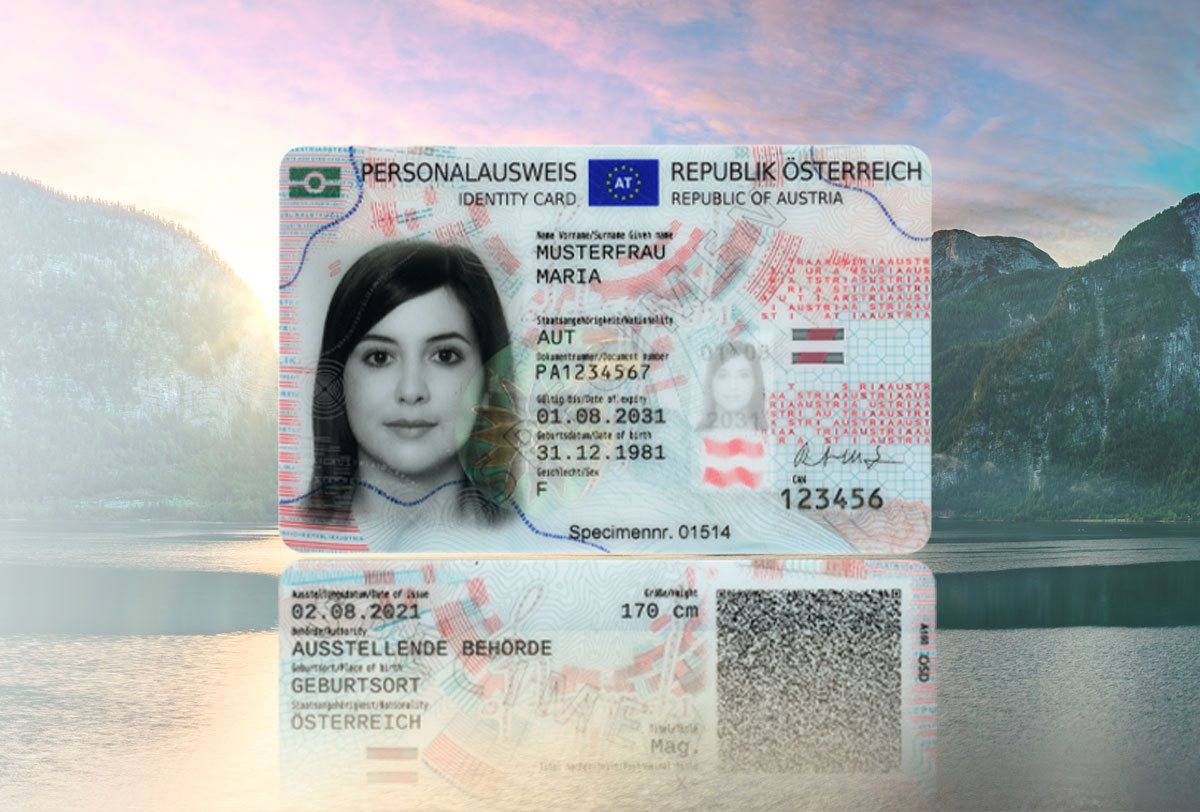 PERSONALAUSWEIS
IDENTITY CARD
AT
REPUBLIK ÖSTERREICH
REPUBLIC OF AUSTRIA
Name Vorname/Surname Given name
MUSTERFRAU
MARIA
Staatsangehörigkeit/Nationality
AUT
Dokumentnummer/Document number
PA1234567
Gültig bis/Date of expiry
01.08.2031
Geburtsdatum/Date of birth
31.12.1981
Geschlecht/Sex
F
2031
CAN
123456
Specimennr. 01514
Ausstellungsdatum/Date of issue
02.08.2021
Größe/Height
170 cm
Behörde/Authority
AUSSTELLENDE BEHÖRDE
Geburtsort/Place of birth
GEBURTSORT
Staatsangehörigkeit/Nationality
ÖSTERREICH
Titel/Title
Mag.
ÖSD